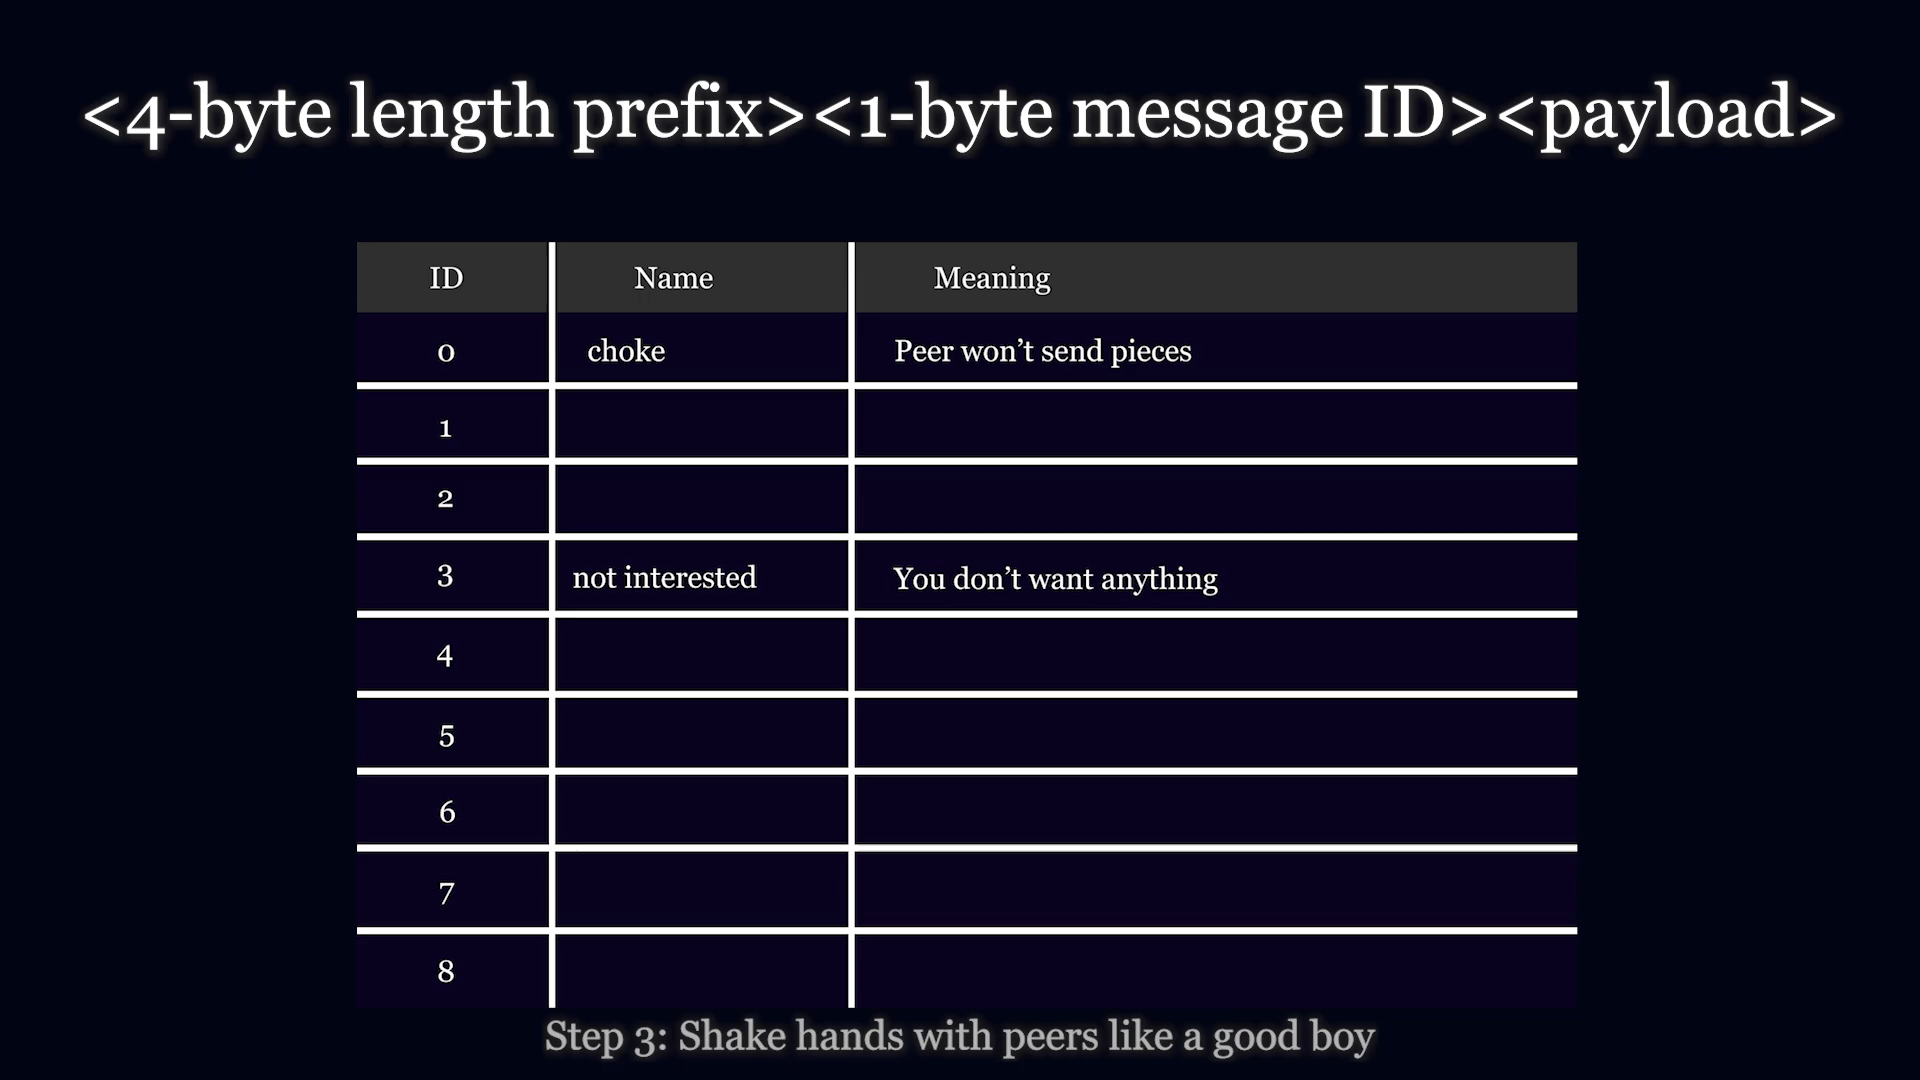 <4-byte length prefix><1-byte message ID><payload>
ID Name Meaning
0 choke Peer won’t send pieces
1
2
3 not interested You don’t want anything
4
5
6
7
8
Step 3: Shake hands with peers like a good boy